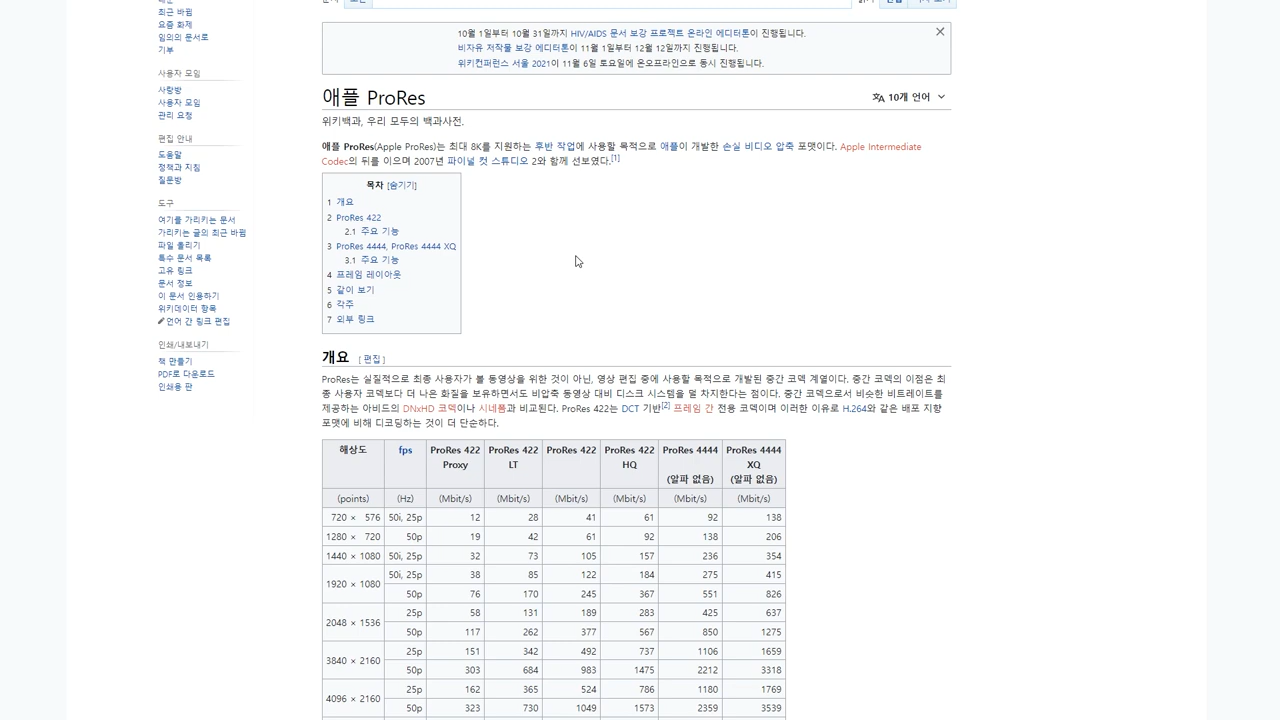 최근 바뀜
요즘 화제
임의의 문서로
기부
사용자 모임
사랑방
사용자 모임
관리 요청
편집 안내
도움말
정책과 지침
질문방
도구
여기를 가리키는 문서
가리키는 글의 최근 바뀜
파일 올리기
특수 문서 목록
고유 링크
문서 정보
이 문서 인용하기
위키데이터 항목
언어 간 링크 편집
인쇄/내보내기
책 만들기
PDF로 다운로드
인쇄용 판
10월 1일부터 10월 31일까지 HIV/AIDS 문서 보강 프로젝트 온라인 에디터톤이 진행됩니다.
비자유 저작물 보강 에디터톤이 11월 1일부터 12월 12일까지 진행됩니다.
위키컨퍼런스 서울 2021이 11월 6일 토요일에 온오프라인으로 동시 진행됩니다.
애플 ProRes
10개 언어
위키백과, 우리 모두의 백과사전.
애플 ProRes(Apple ProRes)는 최대 8K를 지원하는 후반 작업에 사용할 목적으로 애플이 개발한 손실 비디오 압축 포맷이다. Apple Intermediate
Codec의 뒤를 이으며 2007년 파이널 컷 스튜디오 2와 함께 선보였다.[1]
목차 [숨기기]
1 개요
2 ProRes 422
2.1 주요 기능
3 ProRes 4444, ProRes 4444 XQ
3.1 주요 기능
4 프레임 레이아웃
5 같이 보기
6 각주
7 외부 링크
개요 [ 편집 ]
ProRes는 실질적으로 최종 사용자가 볼 동영상을 위한 것이 아닌, 영상 편집 중에 사용할 목적으로 개발된 중간 코덱 계열이다. 중간 코덱의 이점은 최
종 사용자 코덱보다 더 나은 화질을 보유하면서도 비압축 동영상 대비 디스크 시스템을 덜 차지한다는 점이다. 중간 코덱으로서 비슷한 비트레이트를
제공하는 아비드의 DNxHD 코덱이나 시네폼과 비교된다. ProRes 422는 DCT 기반[2] 프레임 간 전용 코덱이며 이러한 이유로 H.264와 같은 배포 지향
포맷에 비해 디코딩하는 것이 더 단순하다.
해상도 fps ProRes 422 Proxy ProRes 422 LT ProRes 422 ProRes 422 HQ ProRes 4444 (알파 없음) ProRes 4444 XQ (알파 없음)
(points) (Hz) (Mbit/s) (Mbit/s) (Mbit/s) (Mbit/s) (Mbit/s) (Mbit/s)
720 × 576 50i, 25p 12 28 41 61 92 138
1280 × 720 50p 19 42 61 92 138 206
1440 × 1080 50i, 25p 32 73 105 157 236 354
1920 × 1080 50i, 25p 38 85 122 184 275 415
50p 76 170 245 367 551 826
2048 × 1536 25p 58 131 189 283 425 637
50p 117 262 377 567 850 1275
3840 × 2160 25p 151 342 492 737 1106 1659
50p 303 684 983 1475 2212 3318
4096 × 2160 25p 162 365 524 786 1180 1769
50p 323 730 1049 1573 2359 3539